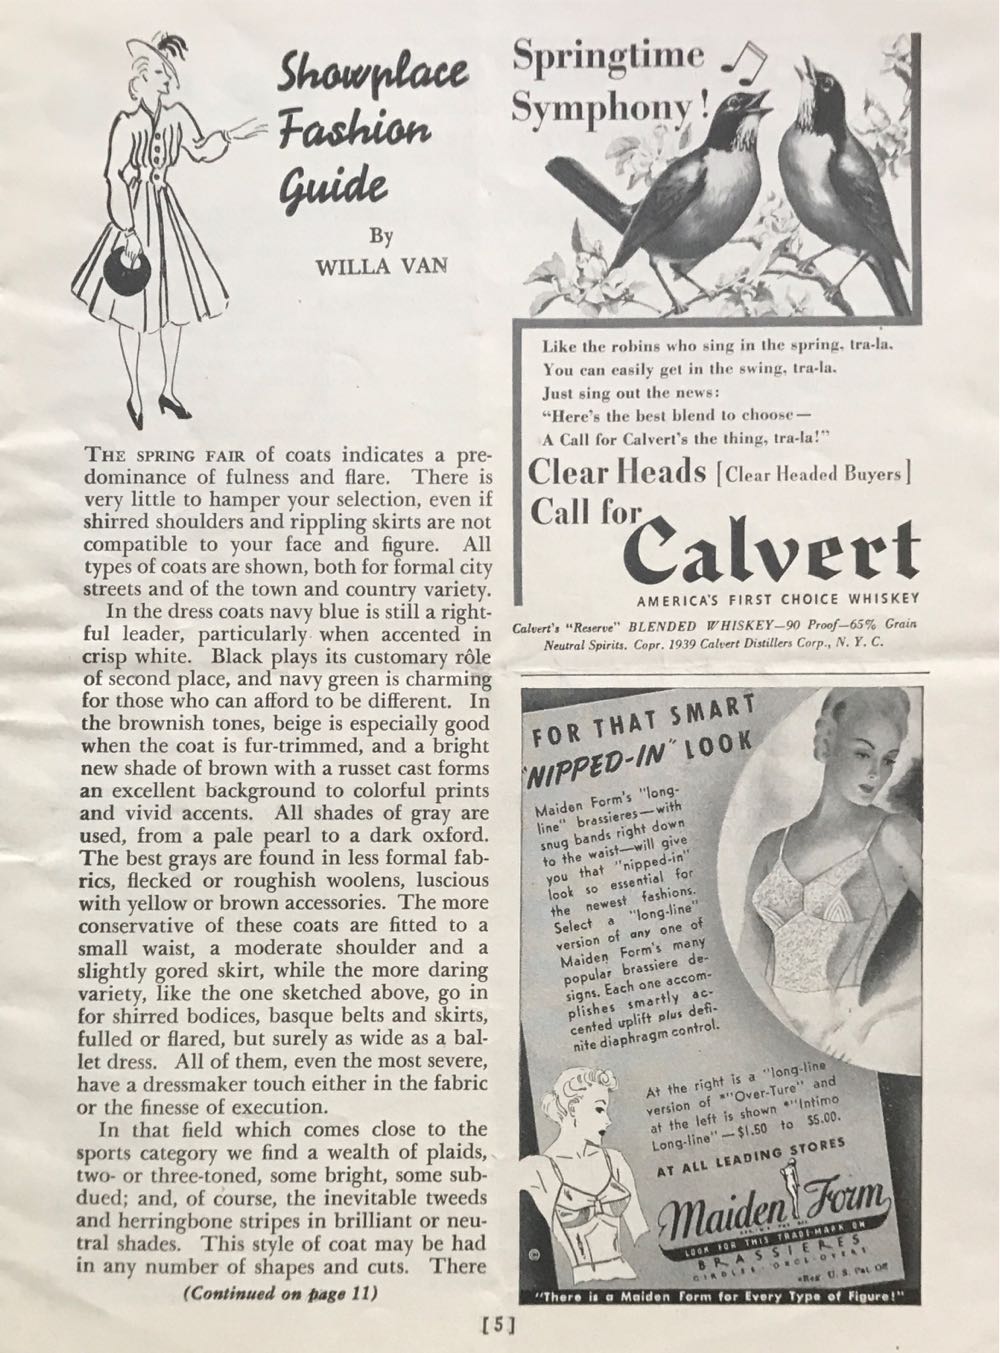 Showplace
Fashion
Guide
By
WILLA VAN
THE SPRING FAIR of coats indicates a pre-
dominance of fulness and flare. There is
very little to hamper your selection, even if
shirred shoulders and rippling skirts are not
compatible to your face and figure. All
types of coats are shown, both for formal city
streets and of the town and country variety.
In the dress coats navy blue is still a right-
ful leader, particularly when accented in
crisp white. Black plays its customary rôle
of second place, and navy green is charming
for those who can afford to be different. In
the brownish tones, beige is especially good
when the coat is fur-trimmed, and a bright
new shade of brown with a russet cast forms
an excellent background to colorful prints
and vivid accents. All shades of gray are
used, from a pale pearl to a dark oxford.
The best grays are found in less formal fab-
rics, flecked or roughish woolens, luscious
with yellow or brown accessories. The more
conservative of these coats are fitted to a
small waist, a moderate shoulder and a
slightly gored skirt, while the more daring
variety, like the one sketched above, go in
for shirred bodices, basque belts and skirts,
fulled or flared, but surely as wide as a bal-
let dress. All of them, even the most severe,
have a dressmaker touch either in the fabric
or the finesse of execution.
In that field which comes close to the
sports category we find a wealth of plaids,
two- or three-toned, some bright, some sub-
dued; and, of course, the inevitable tweeds
and herringbone stripes in brilliant or neu-
tral shades. This style of coat may be had
in any number of shapes and cuts. There
(Continued on page 11)
Springtime
Symphony!
Like the robins who sing in the spring, tra-la.
You can easily get in the swing, tra-la.
Just sing out the news:
"Here's the best blend to choose—
A Call for Calvert's the thing, tra-la!"
Clear Heads [Clear Headed Buyers]
Call for
Calvert
AMERICA'S FIRST CHOICE WHISKEY
Calvert's "Reserve" BLENDED WHISKEY—90 Proof—65% Grain
Neutral Spirits. Copr. 1939 Calvert Distillers Corp., N. Y. C.
FOR THAT SMART
"NIPPED-IN" LOOK
Maiden Form's "long-
line" brassieres—with
snug bands right down
to the waist—will give
you that "nipped-in"
look so essential for
the newest fashions.
Select a "long-line"
version of any one of
Maiden Form's many
popular brassiere de-
signs. Each one accom-
plishes smartly ac-
cented uplift plus defi-
nite diaphragm control.
At the right is a "long-line
version of *"Over-Ture" and
at the left is shown *"Intimo
Long-line"—$1.50 to $5.00.
AT ALL LEADING STORES
Maiden Form
LOOK FOR THIS TRADE-MARK ON
BRASSIERES
GIRDLES
©
*Reg. U. S. Pat. Off.
"There is a Maiden Form for Every Type of Figure!"
[5]